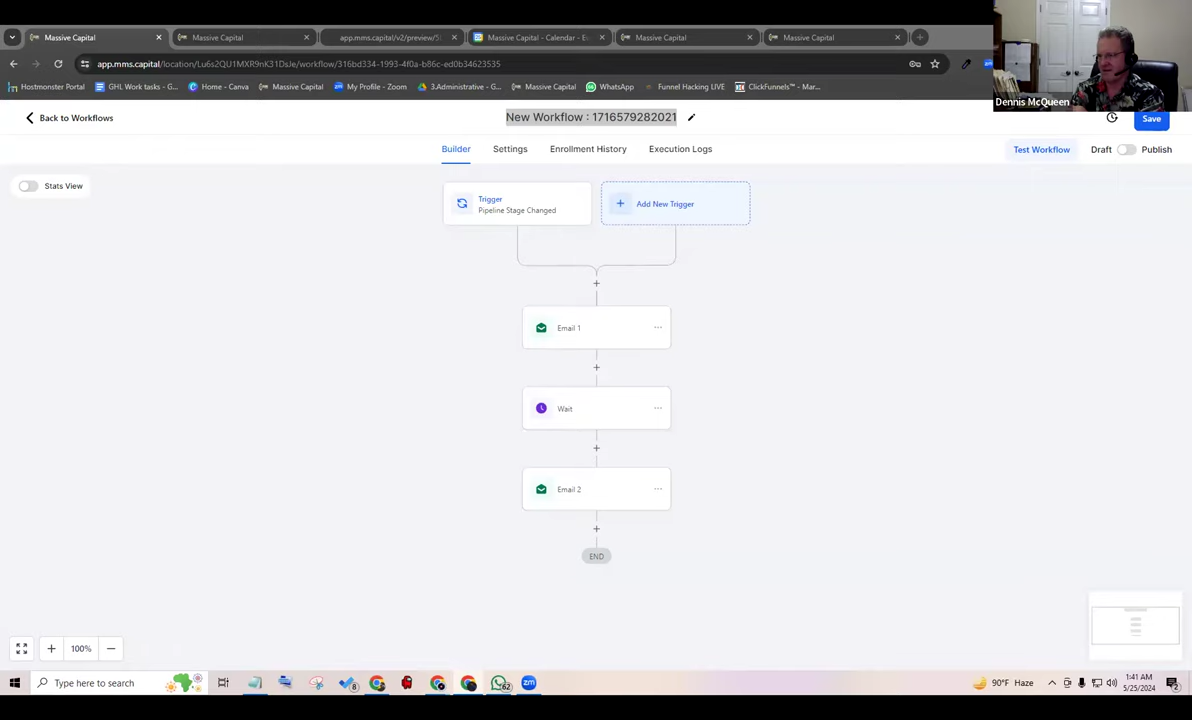 Massive Capital
Massive Capital
app.mms.capital/v2/preview/5
Massive Capital - Calendar - E
Massive Capital
Massive Capital
app.mms.capital/location/Lu6s2QU1MXR9nK31DsJe/workflow/316bd334-1993-4f0a-b86c-ed0b34623535
Hostmonster Portal
GHL Work tasks - G...
Home - Canva
Massive Capital
My Profile - Zoom
3.Administrative - G...
Massive Capital
WhatsApp
Funnel Hacking LIVE
ClickFunnels™ - Mar...
Dennis McQueen
Back to Workflows
New Workflow : 1716579282021
Save
Builder
Settings
Enrollment History
Execution Logs
Test Workflow
Draft
Publish
Stats View
Trigger
Pipeline Stage Changed
Add New Trigger
Email 1
Wait
Email 2
END
100%
Type here to search
8
62
zm
90°F Haze
1:41 AM
5/25/2024
2